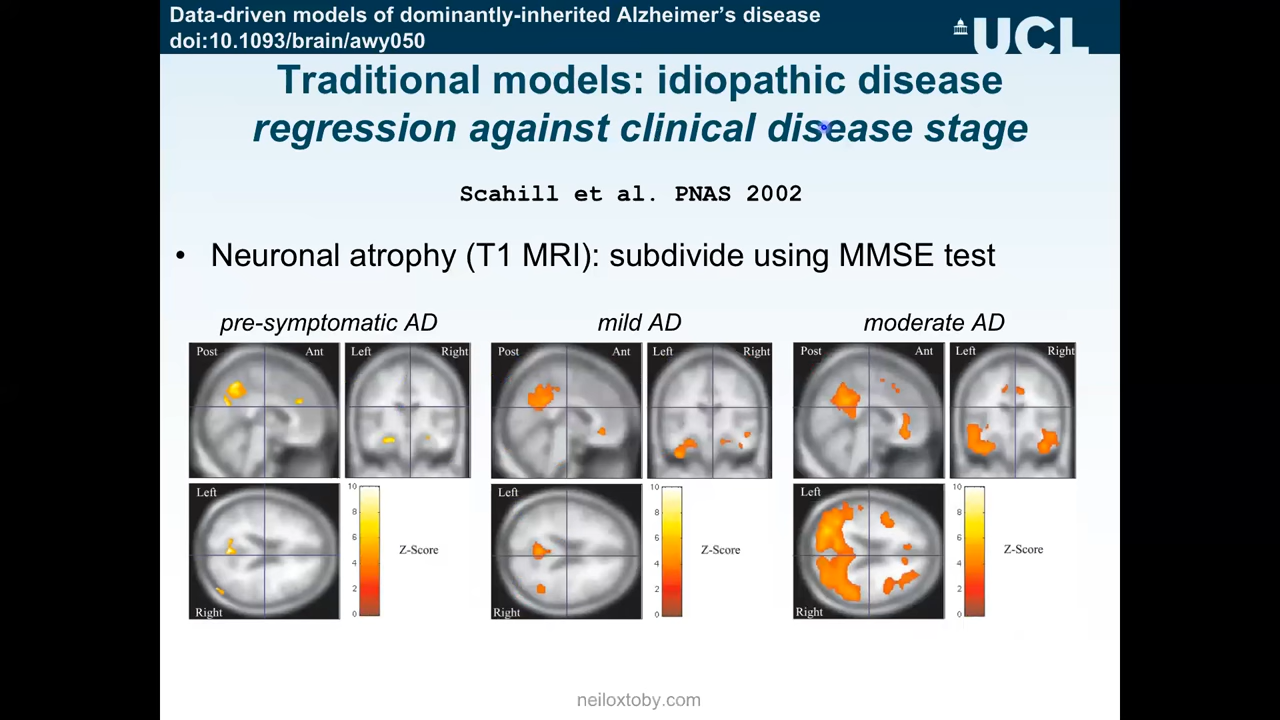 Data-driven models of dominantly-inherited Alzheimer's disease
doi:10.1093/brain/awy050
UCL
Traditional models: idiopathic disease
regression against clinical disease stage
Scahill et al. PNAS 2002
• Neuronal atrophy (T1 MRI): subdivide using MMSE test
pre-symptomatic AD
Post Ant Left Right
Left
Right
10
8
6
4
2
0
Z-Score
mild AD
Post Ant Left Right
Left
Right
10
8
6
4
2
0
Z-Score
moderate AD
Post Ant Left Right
Left
Right
10
8
6
4
2
0
Z-Score
neiloxtoby.com